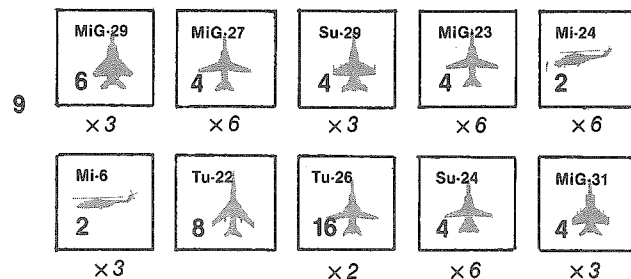 MiG-29 MiG-27 Su-29 MiG-23 Mi-24
6 4 4 4 2
9
×3 ×6 ×3 ×6 ×6
Mi-6 Tu-22 Tu-26 Su-24 MiG-31
2 8 16 4 4
×3 ×2 ×6 ×3